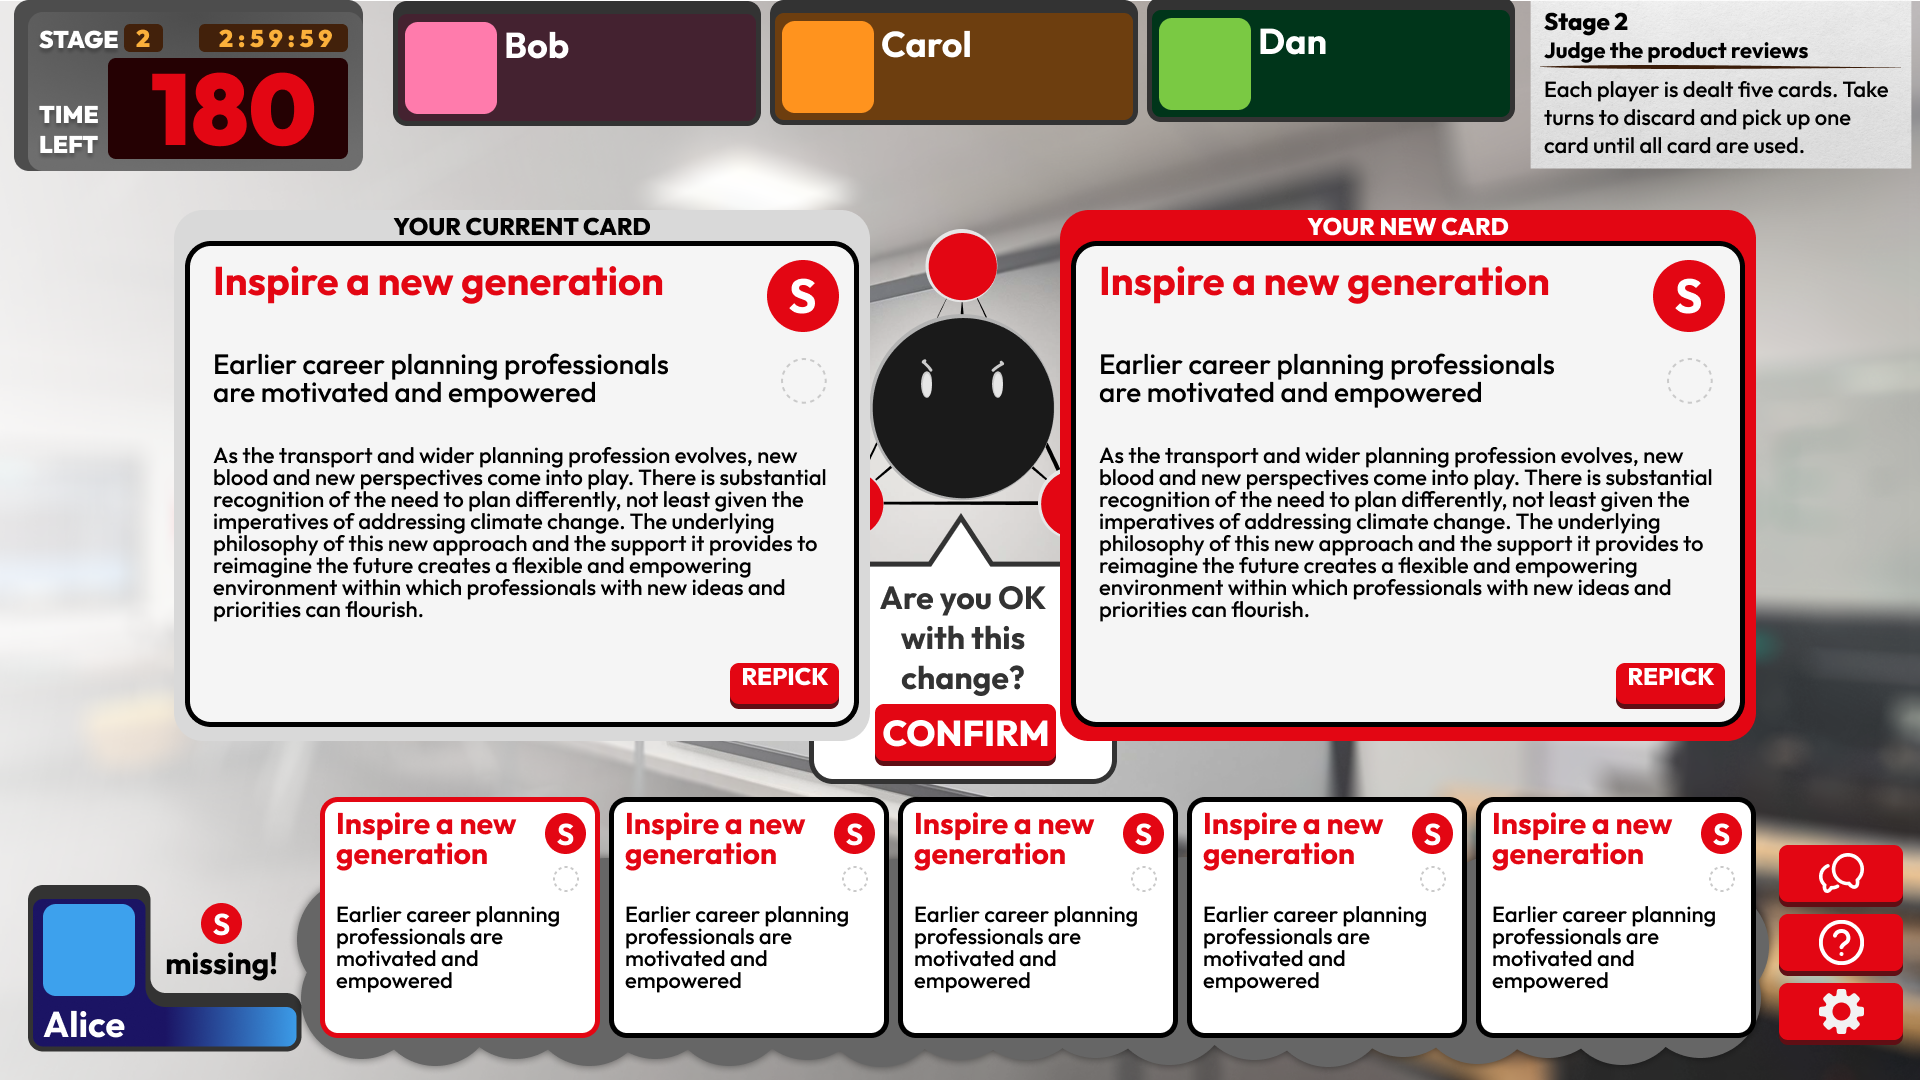 STAGE 2 2:59:59
TIME LEFT 180
Bob
Carol
Dan
Stage 2
Judge the product reviews
Each player is dealt five cards. Take
turns to discard and pick up one
card until all card are used.
YOUR CURRENT CARD
Inspire a new generation
S
Earlier career planning professionals
are motivated and empowered
As the transport and wider planning profession evolves, new
blood and new perspectives come into play. There is substantial
recognition of the need to plan differently, not least given the
imperatives of addressing climate change. The underlying
philosophy of this new approach and the support it provides to
reimagine the future creates a flexible and empowering
environment within which professionals with new ideas and
priorities can flourish.
REPICK
Are you OK
with this
change?
CONFIRM
YOUR NEW CARD
Inspire a new generation
S
Earlier career planning professionals
are motivated and empowered
As the transport and wider planning profession evolves, new
blood and new perspectives come into play. There is substantial
recognition of the need to plan differently, not least given the
imperatives of addressing climate change. The underlying
philosophy of this new approach and the support it provides to
reimagine the future creates a flexible and empowering
environment within which professionals with new ideas and
priorities can flourish.
REPICK
S
missing!
Alice
Inspire a new
generation
S
Earlier career planning
professionals are
motivated and
empowered
Inspire a new
generation
S
Earlier career planning
professionals are
motivated and
empowered
Inspire a new
generation
S
Earlier career planning
professionals are
motivated and
empowered
Inspire a new
generation
S
Earlier career planning
professionals are
motivated and
empowered
Inspire a new
generation
S
Earlier career planning
professionals are
motivated and
empowered
?